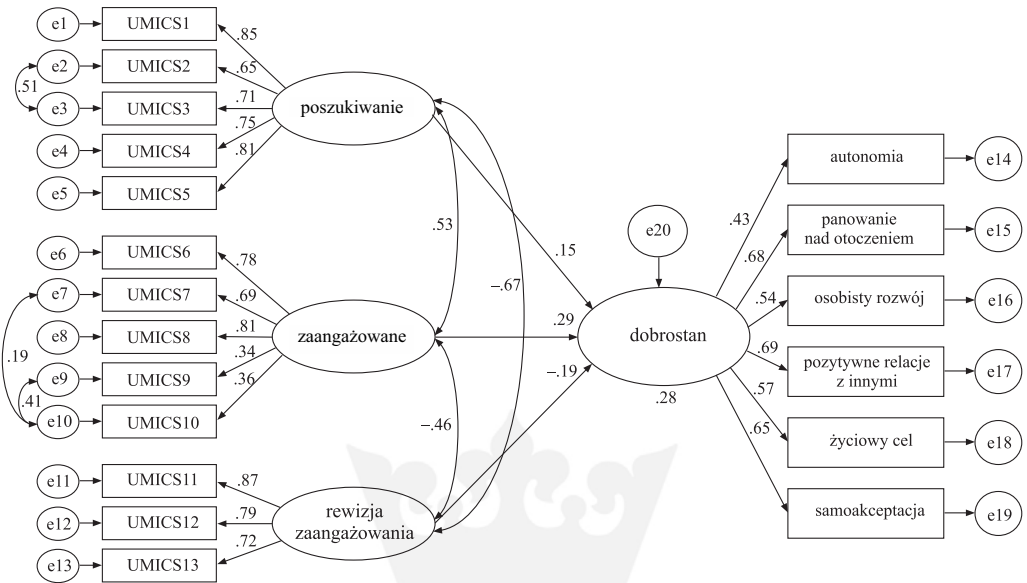 e1 UMICS1
.85
e2 UMICS2
.65
.51
e3 UMICS3
.71
poszukiwanie
e4 UMICS4
.75
e5 UMICS5
.81
.53
e6 UMICS6
.78
e7 UMICS7
.69
e8 UMICS8
.81
zaangażowane
e9 UMICS9
.34
e10 UMICS10
.36
.19
.41
−.46
−.67
e11 UMICS11
.87
e12 UMICS12
.79
rewizja
zaangażowania
e13 UMICS13
.72
.15
.29
−.19
e20
dobrostan
.28
.43
autonomia e14
.68
panowanie
nad otoczeniem e15
.54
osobisty rozwój e16
.69
pozytywne relacje
z innymi e17
.57
życiowy cel e18
.65
samoakceptacja e19